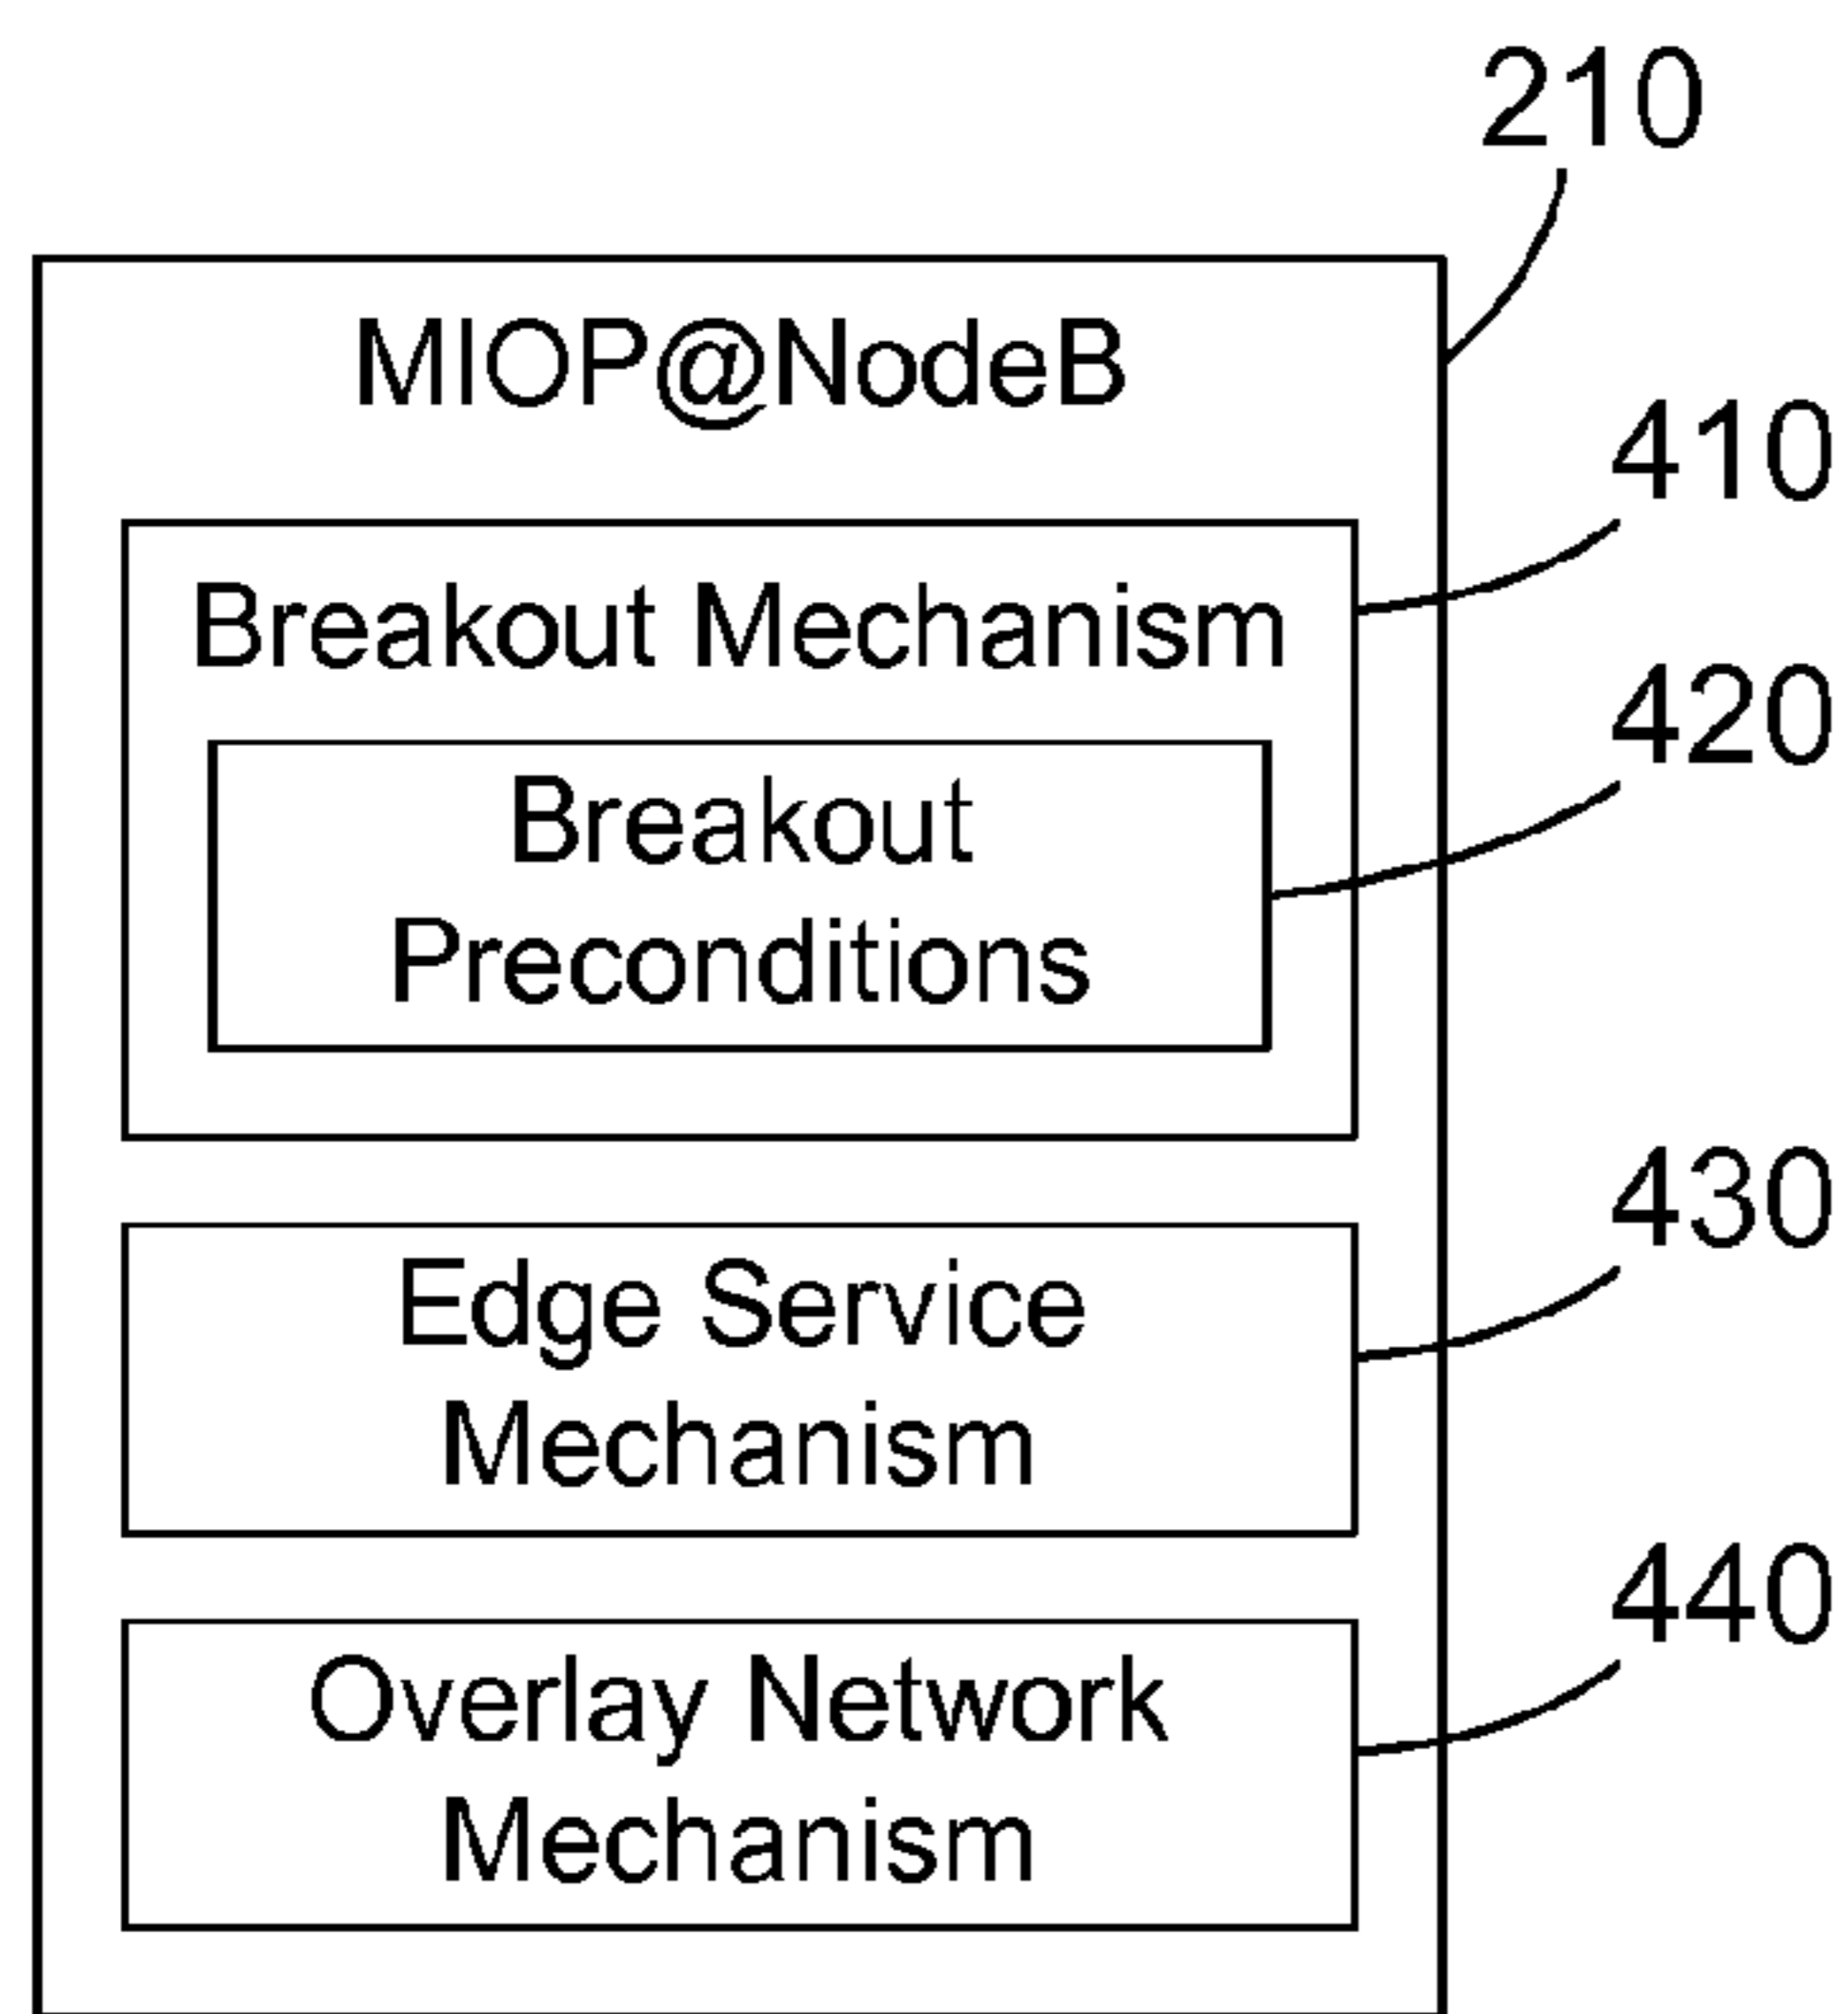 210
MIOP@NodeB
410
Breakout Mechanism
420
Breakout
Preconditions
430
Edge Service
Mechanism
440
Overlay Network
Mechanism